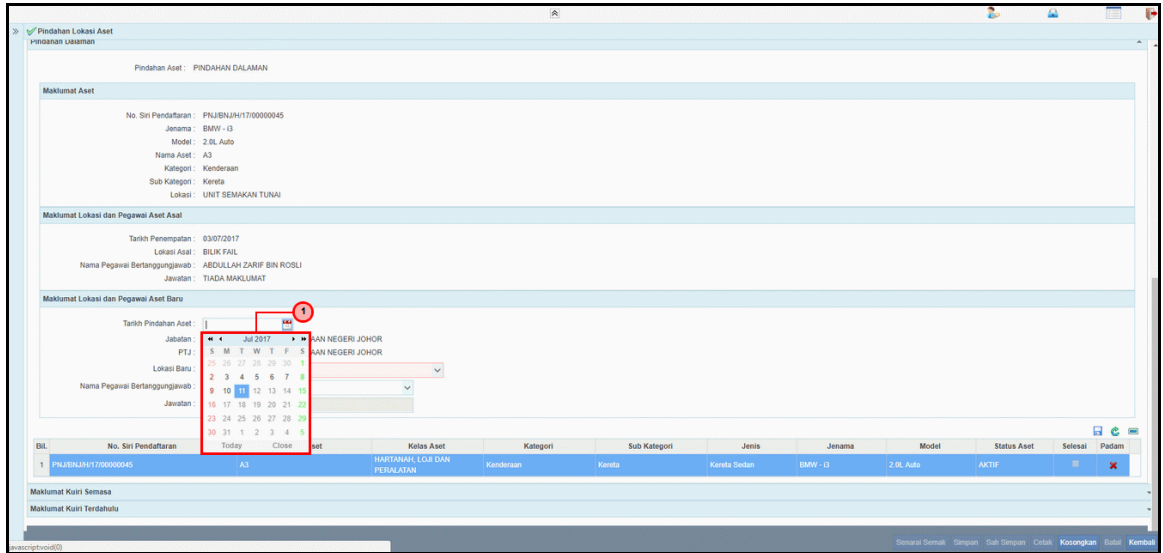 Pindahan Lokasi Aset
Pindahan Dalaman
Pindahan Aset : PINDAHAN DALAMAN
Maklumat Aset
No. Siri Pendaftaran : PNJ/BNJ/H/17/00000045
Jenama : BMW - i3
Model : 2.0L Auto
Nama Aset : A3
Kategori : Kenderaan
Sub Kategori : Kereta
Lokasi : UNIT SEMAKAN TUNAI
Maklumat Lokasi dan Pegawai Aset Asal
Tarikh Penempatan : 03/07/2017
Lokasi Asal : BILIK FAIL
Nama Pegawai Bertanggungjawab : ABDULLAH ZARIF BIN ROSLI
Jawatan : TIADA MAKLUMAT
Maklumat Lokasi dan Pegawai Aset Baru
1
Tarikh Pindahan Aset :
Jabatan : AAN NEGERI JOHOR
PTJ : AAN NEGERI JOHOR
Lokasi Baru :
Nama Pegawai Bertanggungjawab :
Jawatan :
Jul 2017
S M T W T F S
25 26 27 28 29 30 1
2 3 4 5 6 7 8
9 10 11 12 13 14 15
16 17 18 19 20 21 22
23 24 25 26 27 28 29
30 31 1 2 3 4 5
Today Close
Bil. No. Siri Pendaftaran set Kelas Aset Kategori Sub Kategori Jenis Jenama Model Status Aset Selesai Padam
1 PNJ/BNJ/H/17/00000045 A3 HARTANAH, LOJI DAN PERALATAN Kenderaan Kereta Kereta Sedan BMW - i3 2.0L Auto AKTIF
Maklumat Kuiri Semasa
Maklumat Kuiri Terdahulu
Senarai Semak Simpan Sah Simpan Cetak Kosongkan Batal Kembali
avascript:void(0)